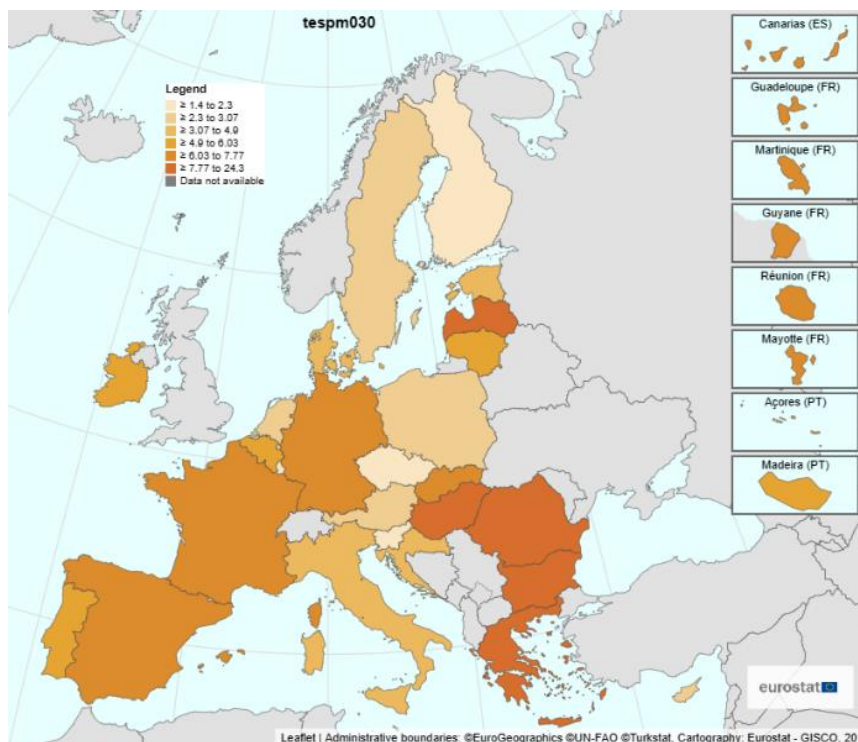 tespm030
Legend
≥ 1.4 to 2.3
≥ 2.3 to 3.07
≥ 3.07 to 4.9
≥ 4.9 to 6.03
≥ 6.03 to 7.77
≥ 7.77 to 24.3
Data not available
Canarias (ES)
Guadeloupe (FR)
Martinique (FR)
Guyane (FR)
Réunion (FR)
Mayotte (FR)
Açores (PT)
Madeira (PT)
eurostat
Leaflet | Administrative boundaries: ©EuroGeographics ©UN-FAO ©Turkstat, Cartography: Eurostat - GISCO, 20